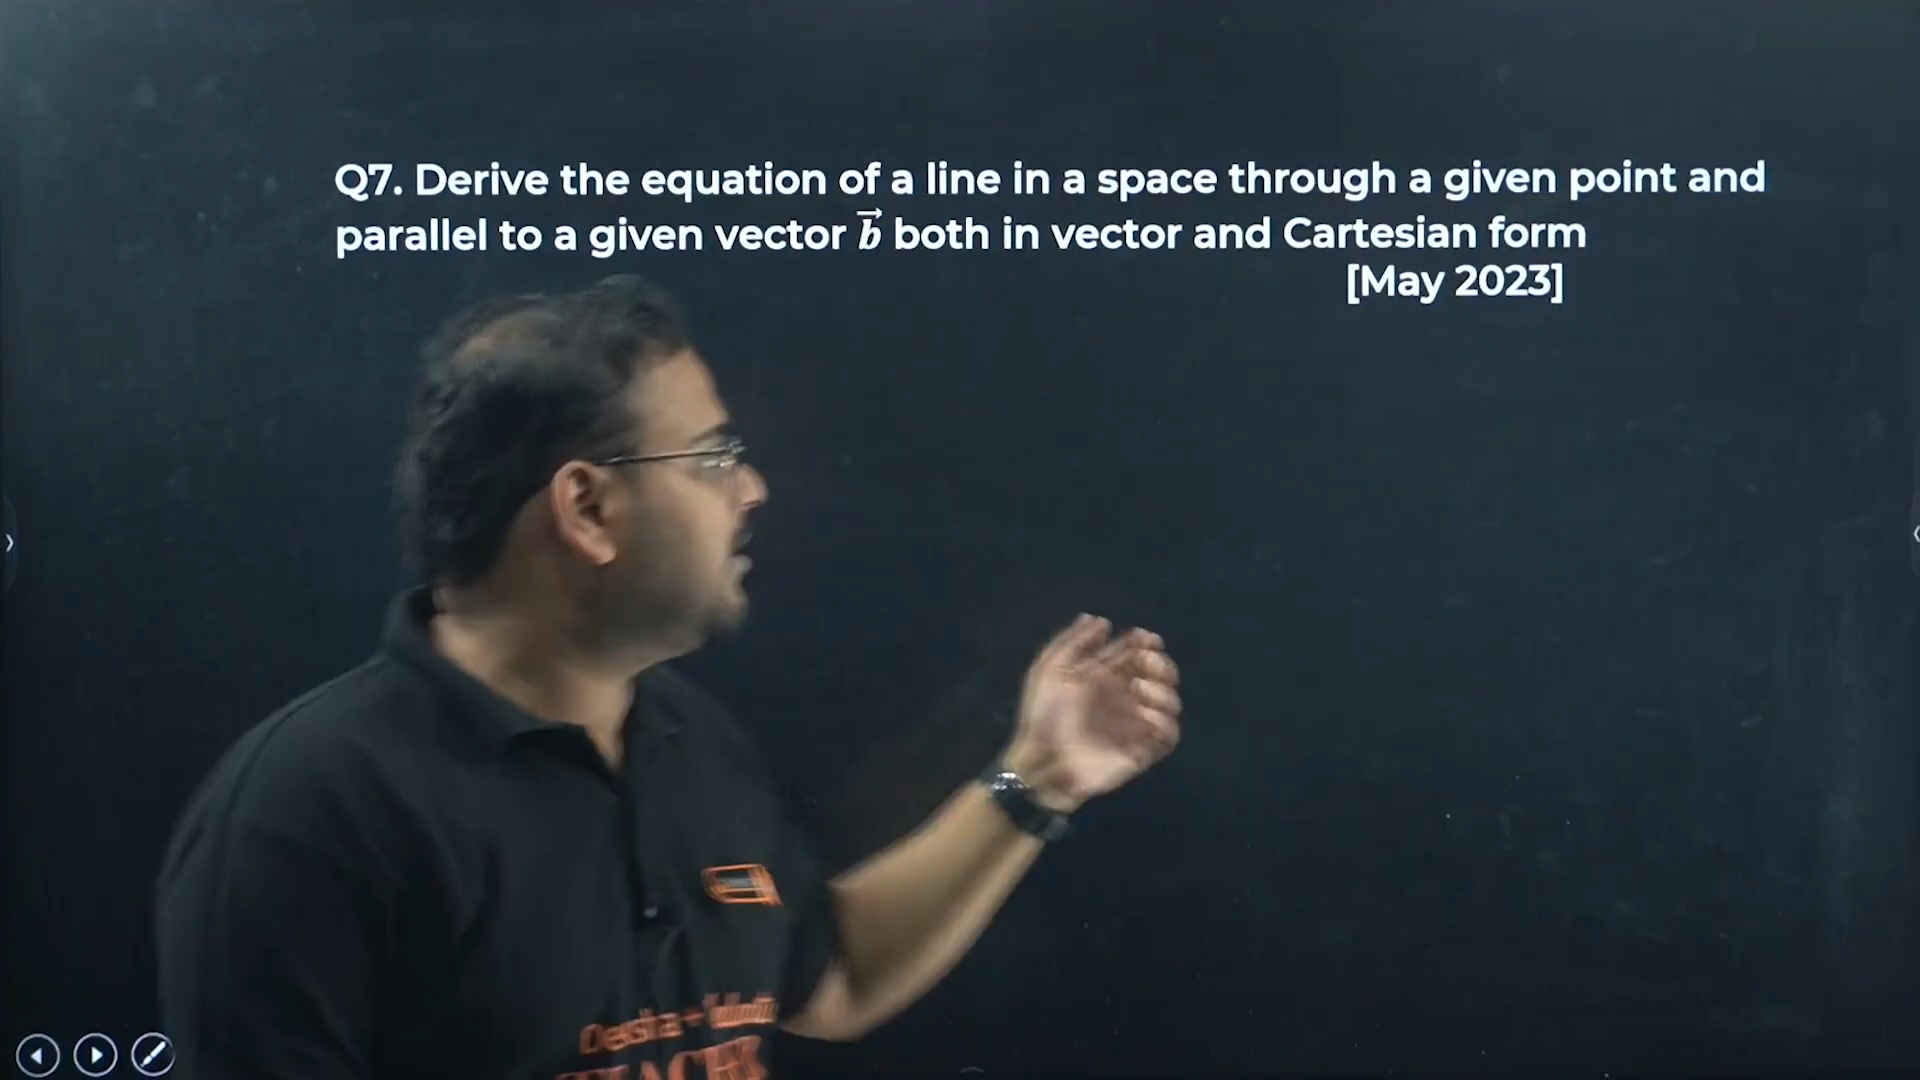 Q7. Derive the equation of a line in a space through a given point and
parallel to a given vector $\vec{b}$ both in vector and Cartesian form
[May 2023]